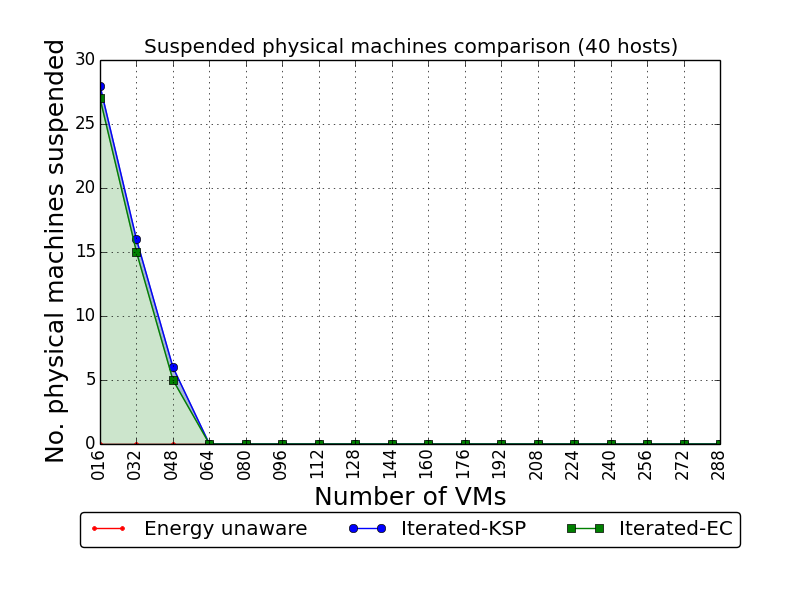 Suspended physical machines comparison (40 hosts)
No. physical machines suspended
30
25
20
15
10
5
0
016 032 048 064 080 096 112 128 144 160 176 192 208 224 240 256 272 288
Number of VMs
Energy unaware Iterated-KSP Iterated-EC